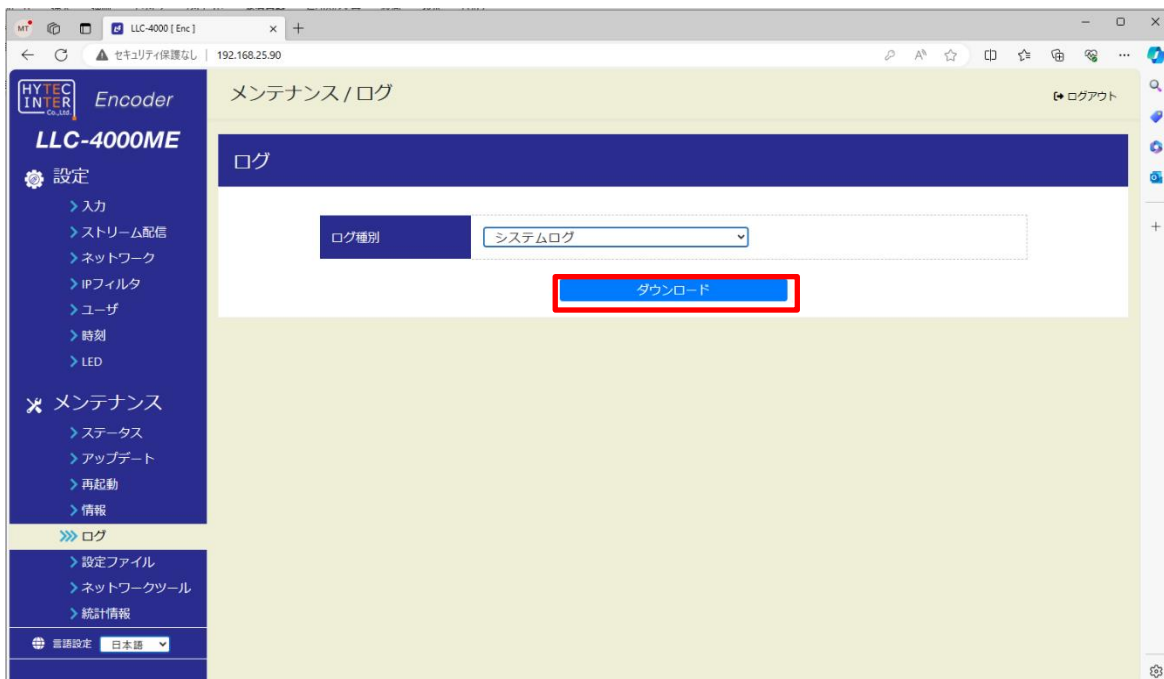 MT
LLC-4000 [ Enc ]
セキュリティ保護なし
192.168.25.90
HYTEC
INTER
Co.,Ltd.
Encoder
LLC-4000ME
設定
入力
ストリーム配信
ネットワーク
IPフィルタ
ユーザ
時刻
LED
メンテナンス
ステータス
アップデート
再起動
情報
ログ
設定ファイル
ネットワークツール
統計情報
言語設定 日本語
メンテナンス / ログ
ログアウト
ログ
ログ種別
システムログ
ダウンロード